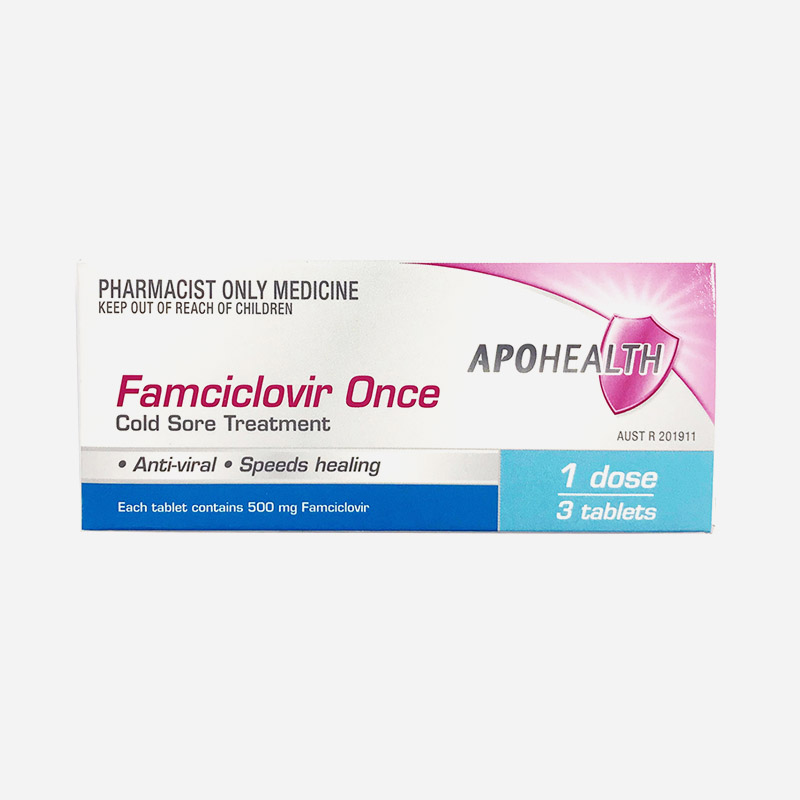 PHARMACIST ONLY MEDICINE
KEEP OUT OF REACH OF CHILDREN
APOHEALTH
Famciclovir Once
Cold Sore Treatment
AUST R 201911
• Anti-viral • Speeds healing
1 dose
3 tablets
Each tablet contains 500 mg Famciclovir